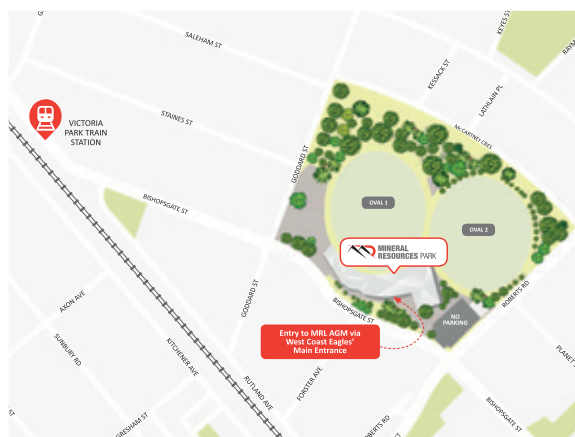 KEYES ST
SALEHAM ST
KESSACK ST
LATHLAIN PL
VICTORIA
PARK TRAIN
STATION
STAINES ST
McCARTNEY CRES
GODDARD ST
BISHOPSGATE ST
OVAL 1
OVAL 2
MINERAL
RESOURCES PARK
ROBERTS RD
AXON AVE
GODDARD ST
BISHOPSGATE ST
NO
PARKING
Entry to MRL AGM via
West Coast Eagles’
Main Entrance
SUNBURY RD
KITCHENER AVE
RUTLAND AVE
FORSTER AVE
PLANET S
BISHOPSGATE ST
GRESHAM ST
OBERTS RD